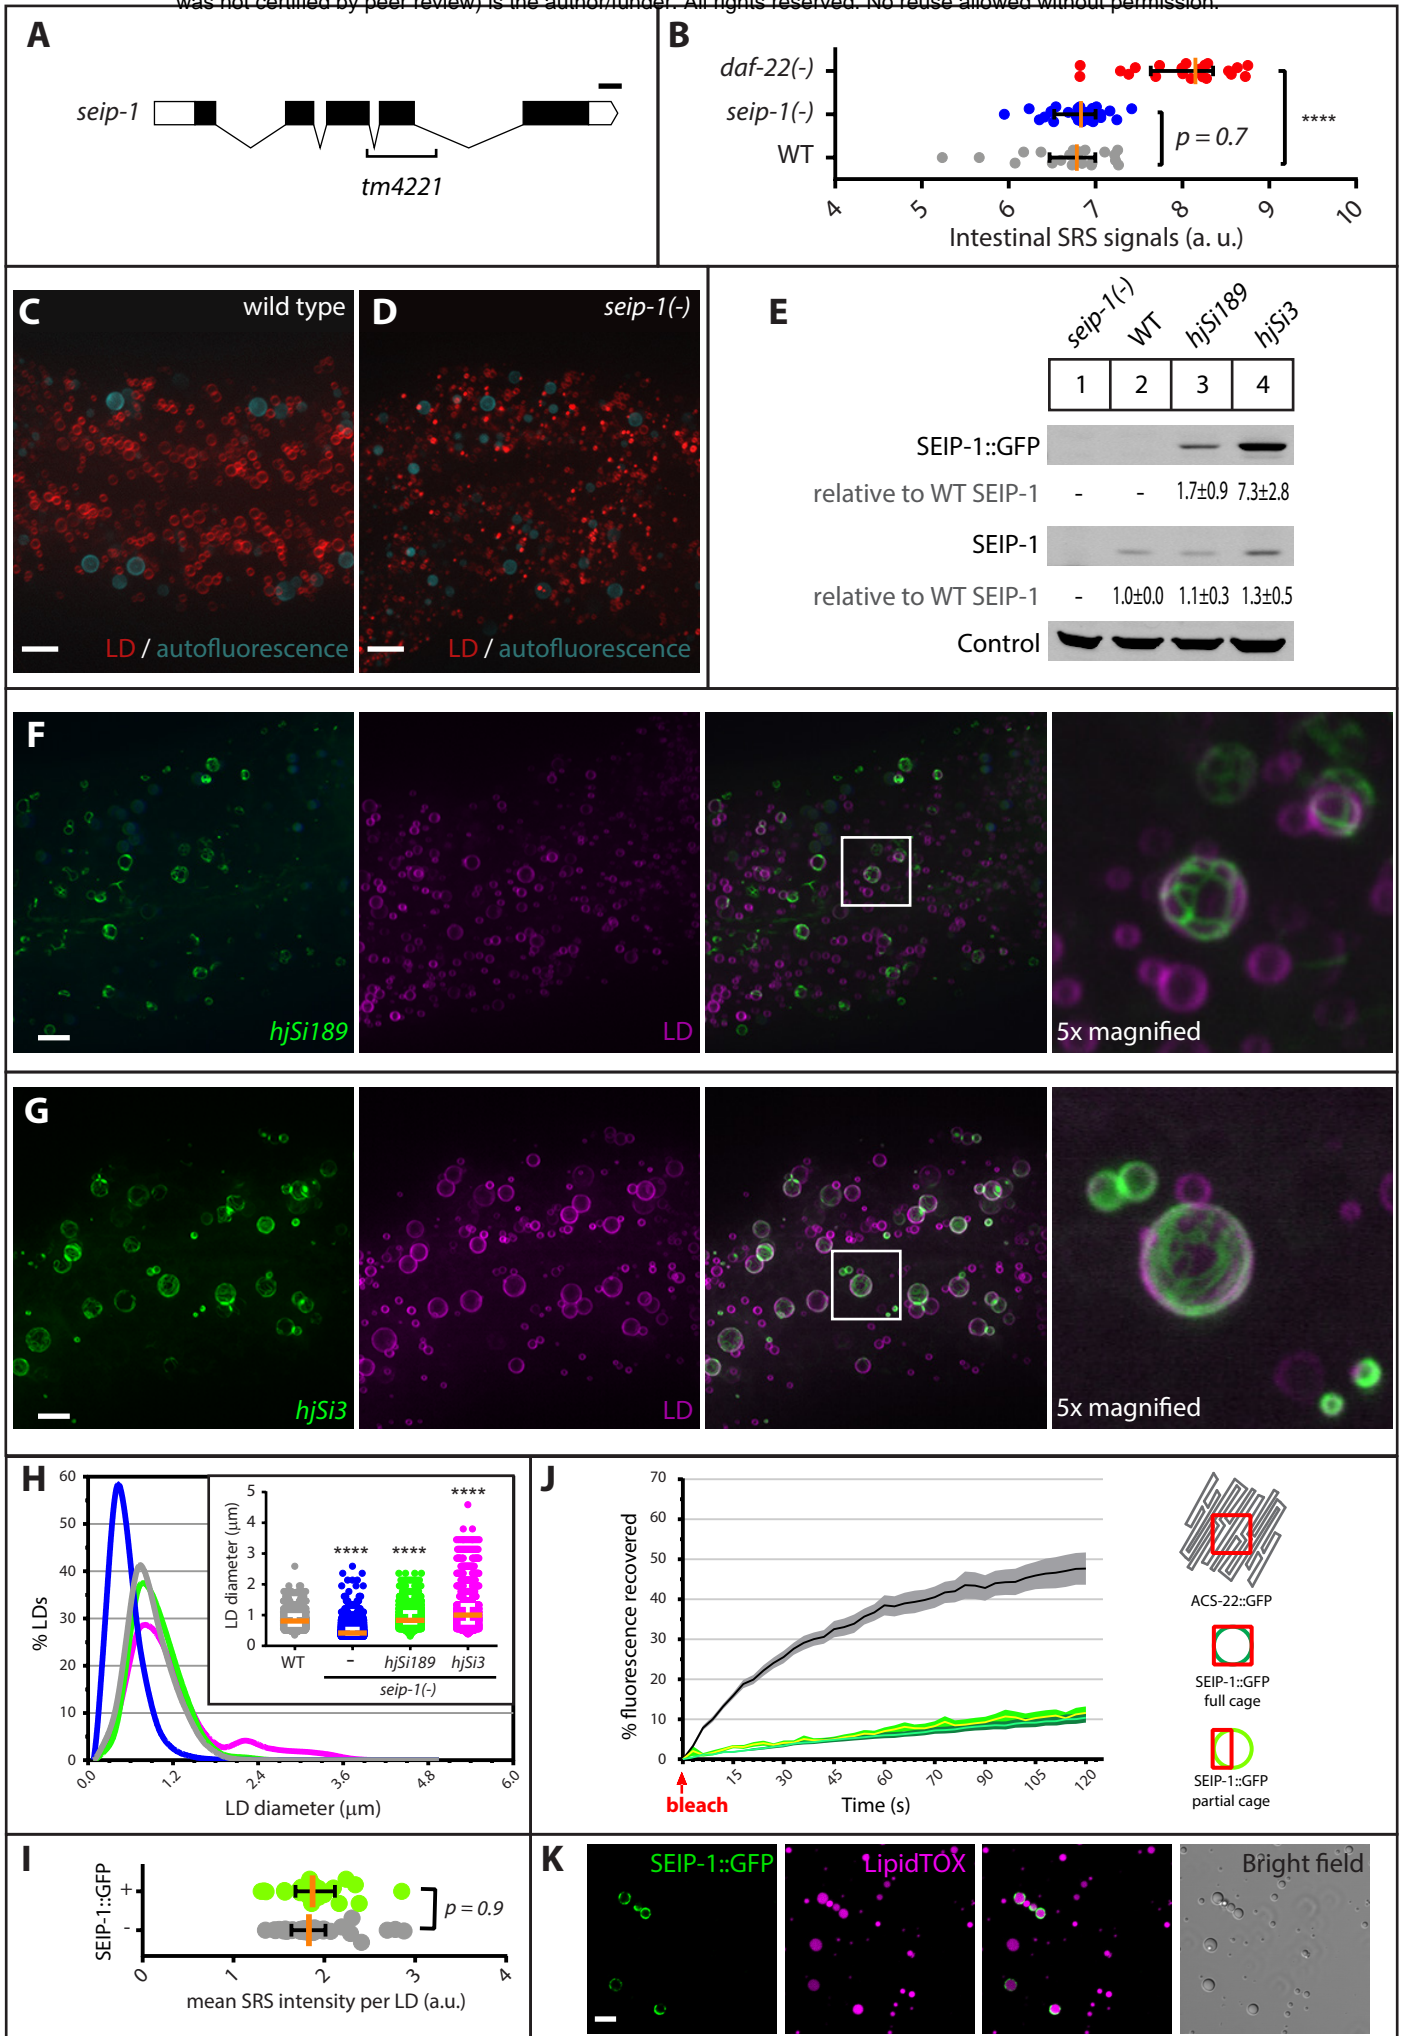 was not certified by peer review) is the author/funder. All rights reserved. No reuse allowed without permission.
A
seip-1
tm4221
B
daf-22(-)
seip-1(-)
WT
p = 0.7
****
4 5 6 7 8 9 10
Intestinal SRS signals (a. u.)
C
wild type
LD / autofluorescence
D
seip-1(-)
LD / autofluorescence
E
seip-1(-) WT hjSi189 hjSi3
1 2 3 4
SEIP-1::GFP
relative to WT SEIP-1 - - 1.7±0.9 7.3±2.8
SEIP-1
relative to WT SEIP-1 - 1.0±0.0 1.1±0.3 1.3±0.5
Control
F
hjSi189
LD
5x magnified
G
hjSi3
LD
5x magnified
H
% LDs
60
50
40
30
20
10
0
0.0 1.2 2.4 3.6 4.8 6.0
LD diameter (μm)
LD diameter (μm)
5
4
3
2
1
0
**** **** ****
WT - hjSi189 hjSi3
seip-1(-)
J
% fluorescence recovered
70
60
50
40
30
20
10
0
15 30 45 60 70 90 105 120
bleach
Time (s)
ACS-22::GFP
SEIP-1::GFP
full cage
SEIP-1::GFP
partial cage
I
SEIP-1::GFP
+
-
p = 0.9
0 1 2 3 4
mean SRS intensity per LD (a.u.)
K
SEIP-1::GFP
LipidTOX
Bright field